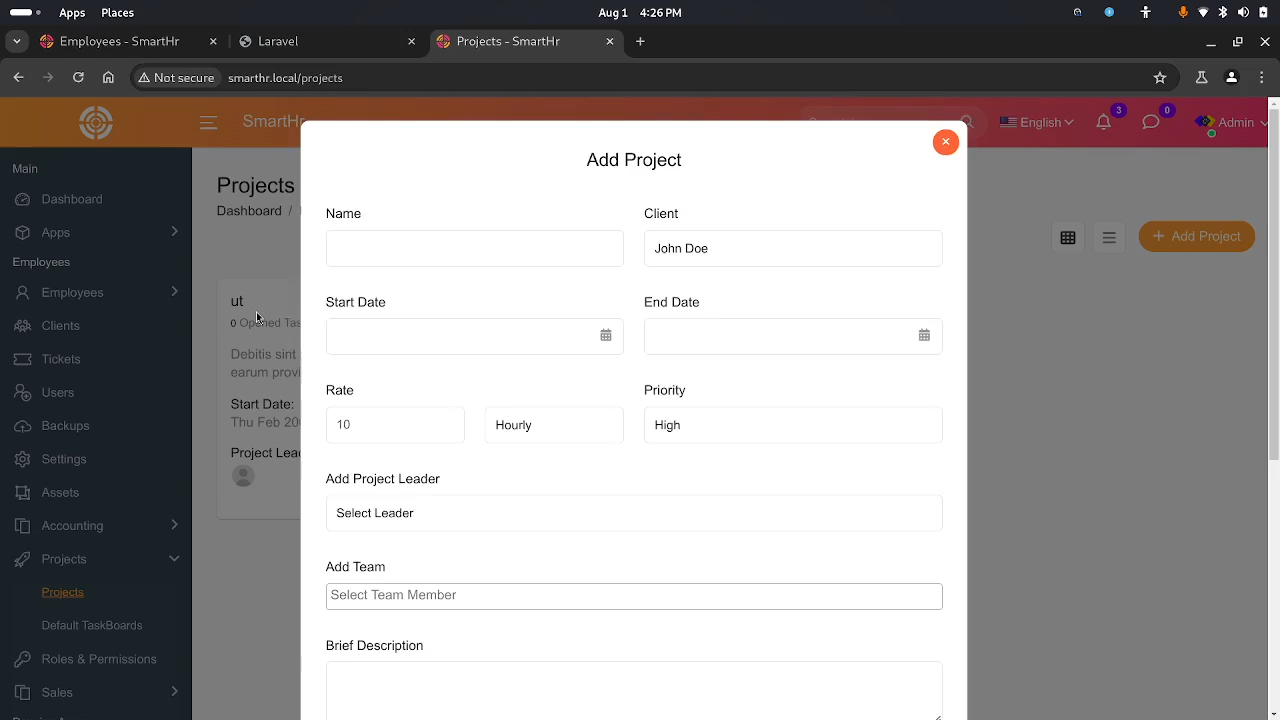 Apps Places Aug 1 4:26 PM
Employees - SmartHr Laravel Projects - SmartHr
Not secure smarthr.local/projects
SmartHr English 3 0 Admin
Main
Dashboard
Apps
Employees
Employees
Clients
Tickets
Users
Backups
Settings
Assets
Accounting
Projects
Projects
Default TaskBoards
Roles & Permissions
Sales
Projects
Dashboard /
Add Project
ut
0 Opened Tas
Debitis sint
earum provi
Start Date:
Thu Feb 20
Project Lead
Add Project
Name Client
John Doe
Start Date End Date
Rate Priority
10 Hourly High
Add Project Leader
Select Leader
Add Team
Select Team Member
Brief Description